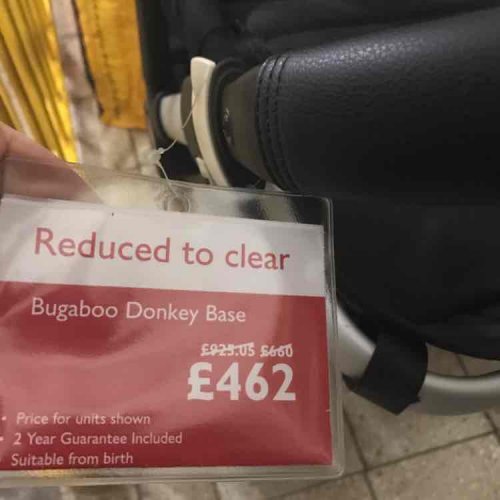 Reduced to clear
Bugaboo Donkey Base
£925.05 £660
£462
• Price for units shown
• 2 Year Guarantee Included
Suitable from birth